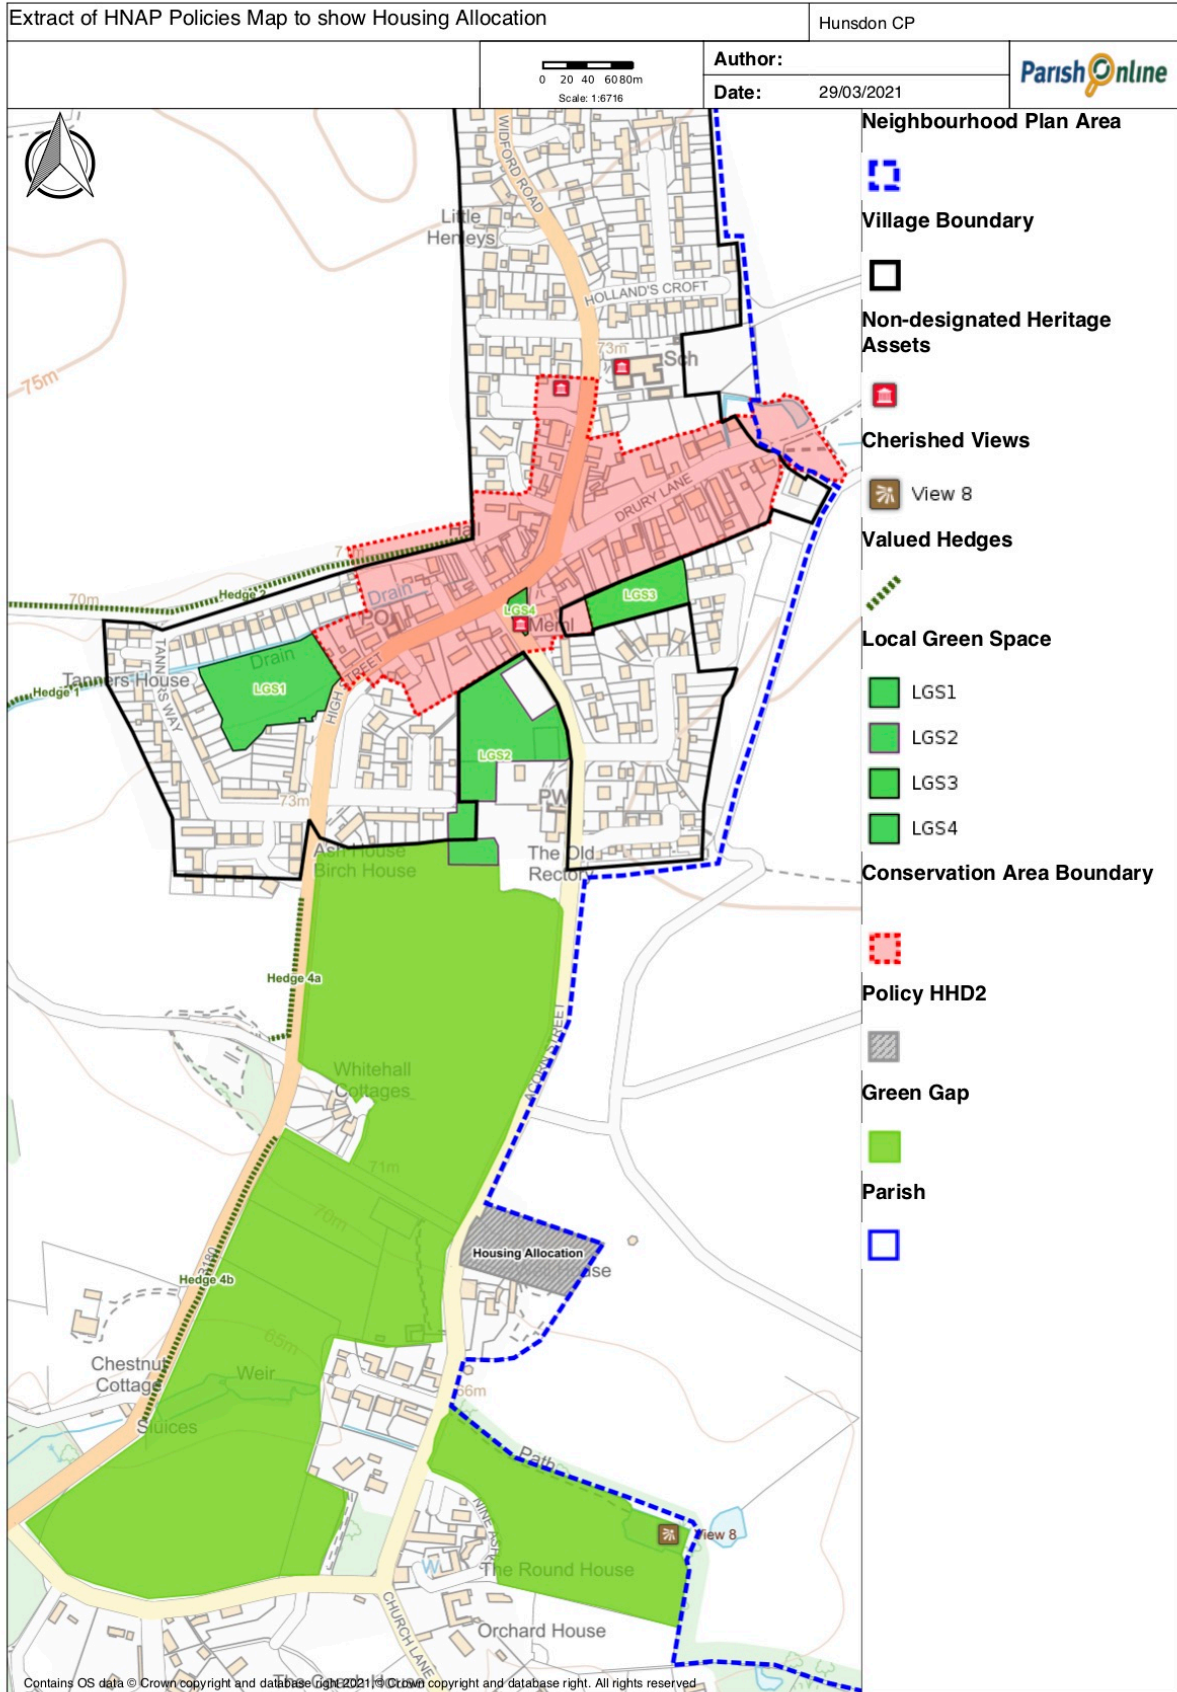 Extract of HNAP Policies Map to show Housing Allocation
Hunsdon CP
Author:
Date: 29/03/2021
Parish Online
0 20 40 60 80m
Scale: 1:6716
Neighbourhood Plan Area
Village Boundary
Non-designated Heritage
Assets
Cherished Views
View 8
Valued Hedges
Local Green Space
LGS1
LGS2
LGS3
LGS4
Conservation Area Boundary
Policy HHD2
Green Gap
Parish
WIDFORD ROAD
Little
Henleys
HOLLAND'S CROFT
73m
Sch
75m
DRURY LANE
Hall
70m
Hedge 2
Drain
PO
LGS4
Meml
LGS3
Drain
Tanners House
TANNERS WAY
Hedge 1
LGS1
HIGH STREET
LGS2
73m
PW
Ash House
Birch House
The Old
Rectory
Hedge 4a
ACORN STREET
Whitehall
Cottages
71m
70m
Housing Allocation
Hedge 4b
65m
Chestnut
Cottage
Weir
66m
Sluices
Path
View 8
W
The Round House
CHURCH LANE
Orchard House
Contains OS data © Crown copyright and database right 2021, © Crown copyright and database right. All rights reserved